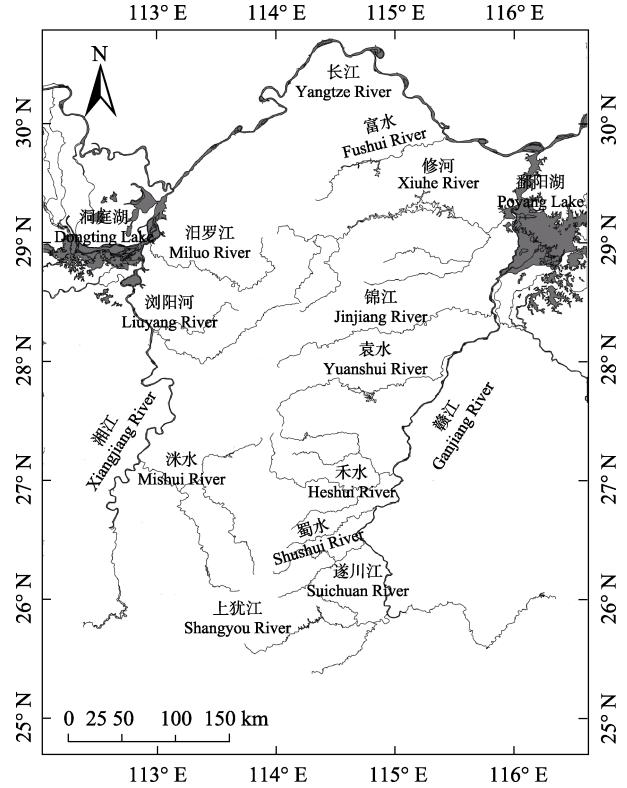 113° E 114° E 115° E 116° E
N
长江
Yangtze River
30° N
30° N
富水
Fushui River
修河
Xiuhe River
鄱阳湖
Poyang Lake
洞庭湖
Dongting Lake
汨罗江
Miluo River
29° N
29° N
浏阳河
Liuyang River
锦江
Jinjiang River
袁水
Yuanshui River
28° N
28° N
湘江
Xiangjiang River
赣江
Ganjiang River
洣水
Mishui River
禾水
Heshui River
27° N
27° N
蜀水
Shushui River
遂川江
Suichuan River
26° N
26° N
上犹江
Shangyou River
25° N
25° N
0 25 50 100 150 km
113° E 114° E 115° E 116° E